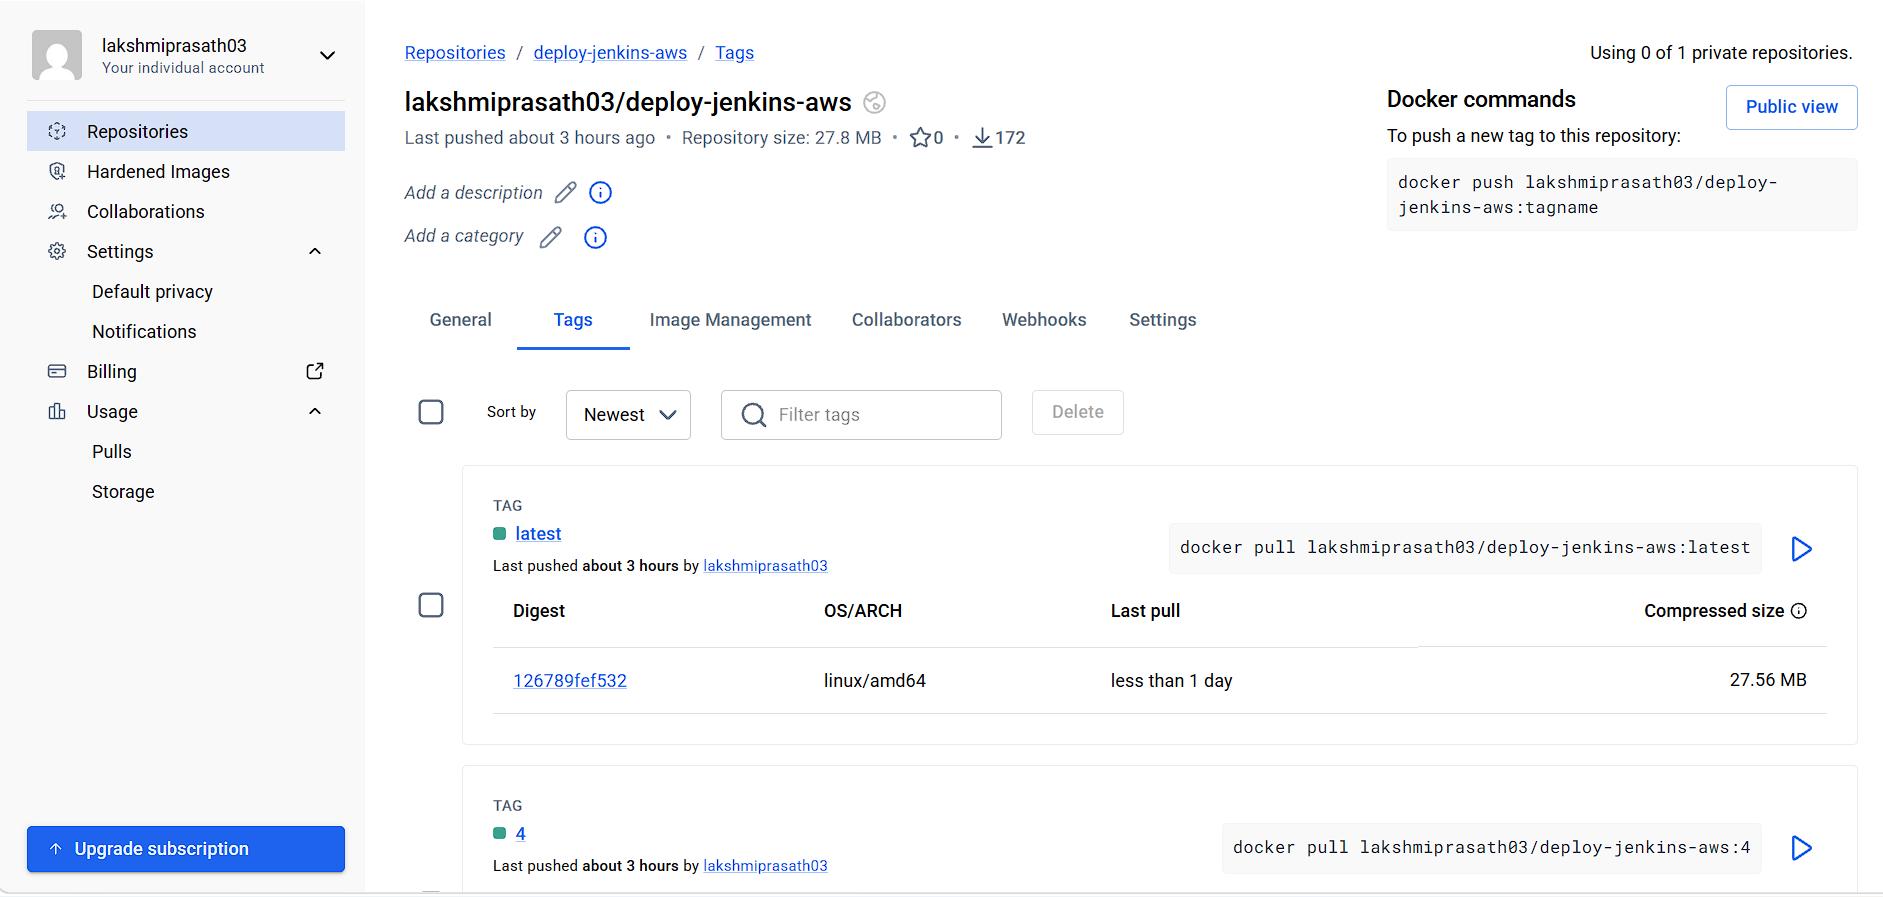 lakshmiprasath03
Your individual account
Repositories
Hardened Images
Collaborations
Settings
Default privacy
Notifications
Billing
Usage
Pulls
Storage
Upgrade subscription
Repositories / deploy-jenkins-aws / Tags
Using 0 of 1 private repositories.
lakshmiprasath03/deploy-jenkins-aws
Last pushed about 3 hours ago • Repository size: 27.8 MB • 0 • 172
Add a description
Add a category
Docker commands
Public view
To push a new tag to this repository:
docker push lakshmiprasath03/deploy-
jenkins-aws:tagname
General Tags Image Management Collaborators Webhooks Settings
Sort by Newest Filter tags Delete
TAG
latest
docker pull lakshmiprasath03/deploy-jenkins-aws:latest
Last pushed about 3 hours by lakshmiprasath03
Digest OS/ARCH Last pull Compressed size
126789fef532 linux/amd64 less than 1 day 27.56 MB
TAG
4
docker pull lakshmiprasath03/deploy-jenkins-aws:4
Last pushed about 3 hours by lakshmiprasath03